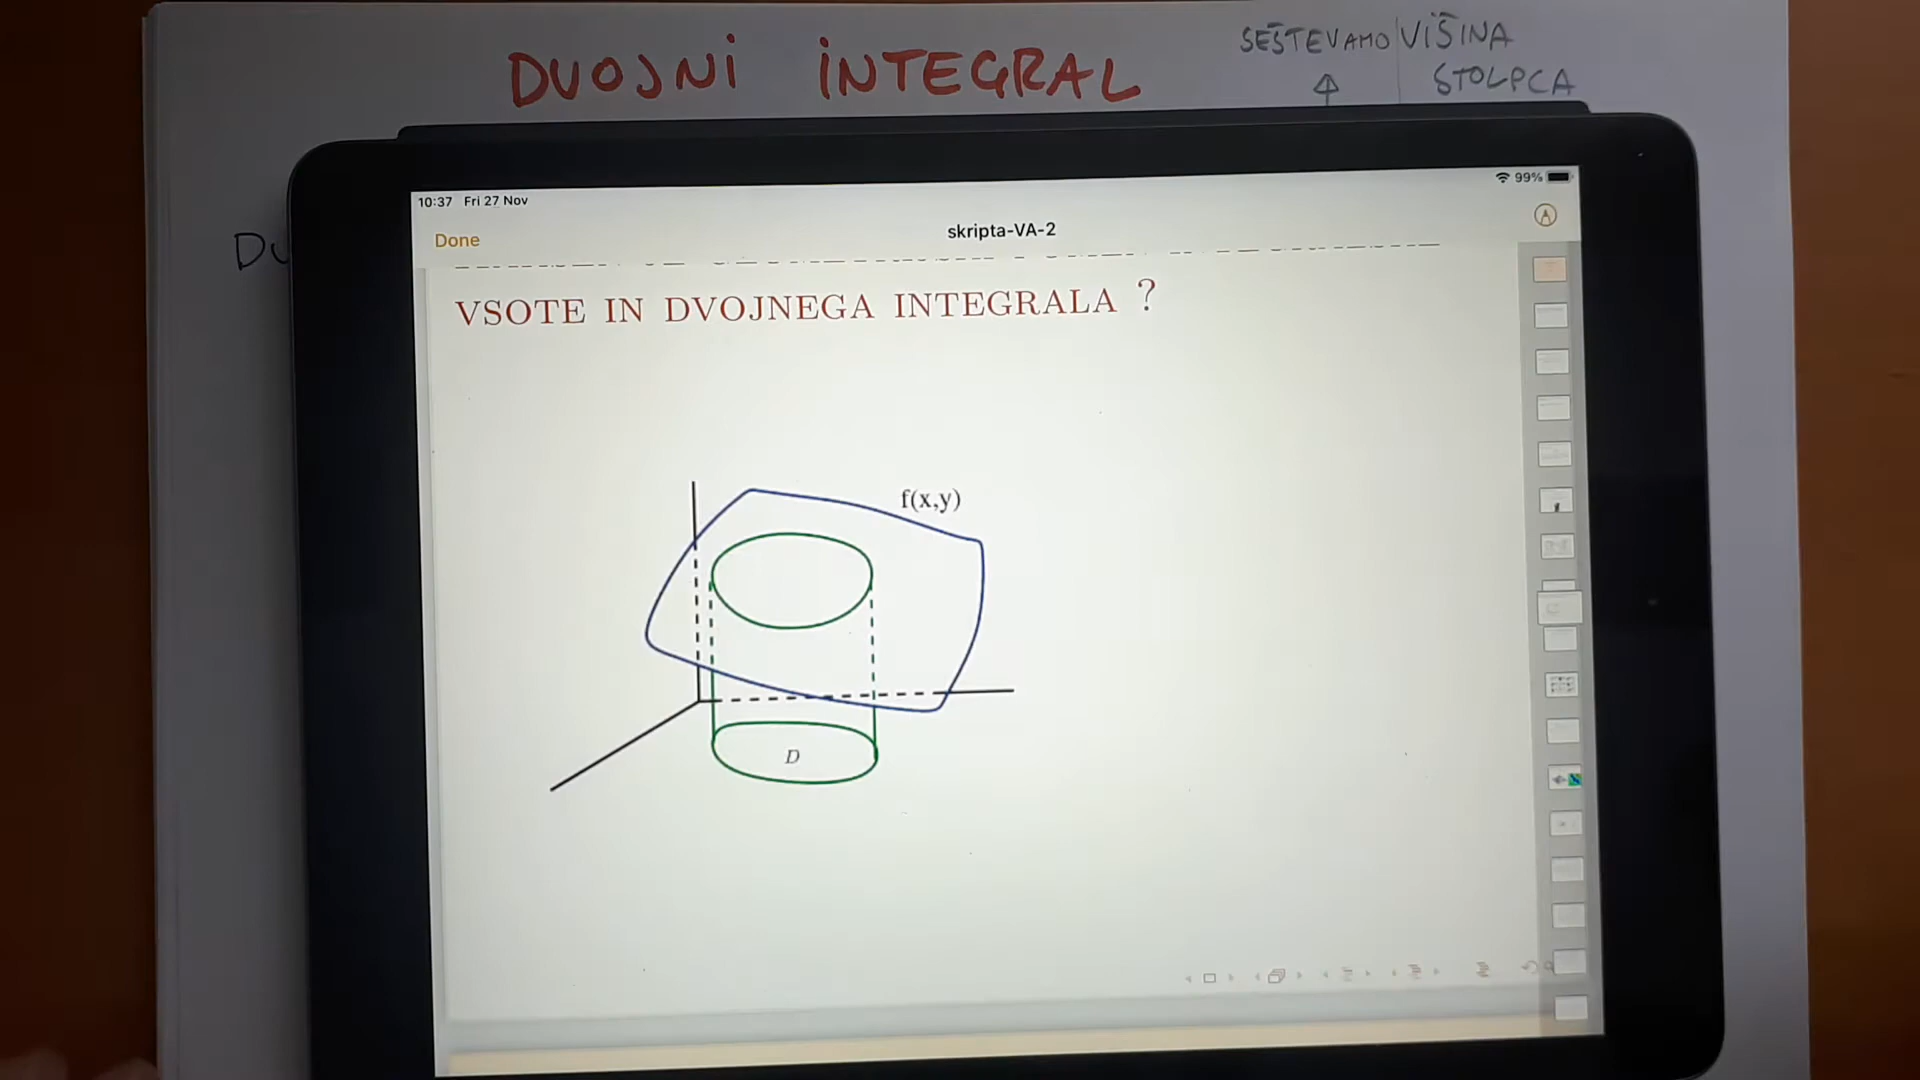 DVOJNI INTEGRAL
SEŠTEVAMO VIŠINA
STOLPCA
10:37 Fri 27 Nov
99%
Done
skripta-VA-2
VSOTE IN DVOJNEGA INTEGRALA ?
f(x,y)
D